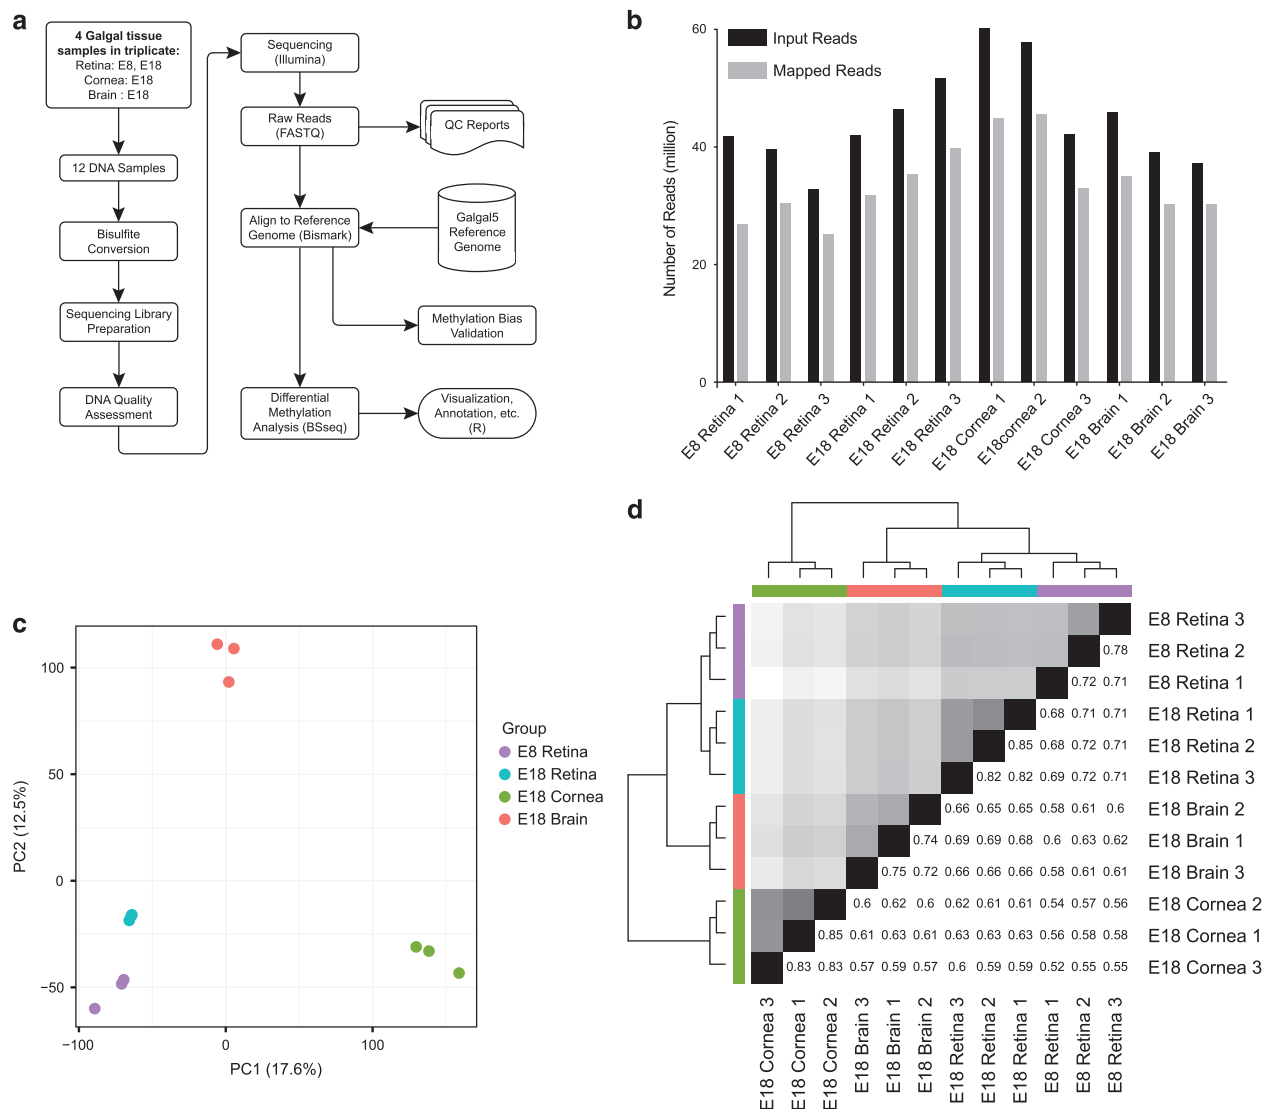 a
4 Galgal tissue
samples in triplicate:
Retina: E8, E18
Cornea: E18
Brain : E18
12 DNA Samples
Bisulfite
Conversion
Sequencing Library
Preparation
DNA Quality
Assessment
Sequencing
(Illumina)
Raw Reads
(FASTQ)
QC Reports
Align to Reference
Genome (Bismark)
Galgal5
Reference
Genome
Methylation Bias
Validation
Differential
Methylation
Analysis (BSseq)
Visualization,
Annotation, etc.
(R)
b
Input Reads
Mapped Reads
Number of Reads (million)
60
40
20
0
E8 Retina 1
E8 Retina 2
E8 Retina 3
E18 Retina 1
E18 Retina 2
E18 Retina 3
E18 Cornea 1
E18cornea 2
E18 Cornea 3
E18 Brain 1
E18 Brain 2
E18 Brain 3
c
PC2 (12.5%)
100
50
0
−50
−100
0
100
PC1 (17.6%)
Group
E8 Retina
E18 Retina
E18 Cornea
E18 Brain
d
E8 Retina 3
0.78 E8 Retina 2
0.72 0.71 E8 Retina 1
0.68 0.71 0.71 E18 Retina 1
0.85 0.68 0.72 0.71 E18 Retina 2
0.82 0.82 0.69 0.72 0.71 E18 Retina 3
0.66 0.65 0.65 0.58 0.61 0.6 E18 Brain 2
0.74 0.69 0.69 0.68 0.6 0.63 0.62 E18 Brain 1
0.75 0.72 0.66 0.66 0.66 0.58 0.61 0.61 E18 Brain 3
0.6 0.62 0.6 0.62 0.61 0.61 0.54 0.57 0.56 E18 Cornea 2
0.85 0.61 0.63 0.61 0.63 0.63 0.63 0.56 0.58 0.58 E18 Cornea 1
0.83 0.83 0.57 0.59 0.57 0.6 0.59 0.59 0.52 0.55 0.55 E18 Cornea 3
E18 Cornea 3
E18 Cornea 1
E18 Cornea 2
E18 Brain 3
E18 Brain 1
E18 Brain 2
E18 Retina 3
E18 Retina 2
E18 Retina 1
E8 Retina 1
E8 Retina 2
E8 Retina 3